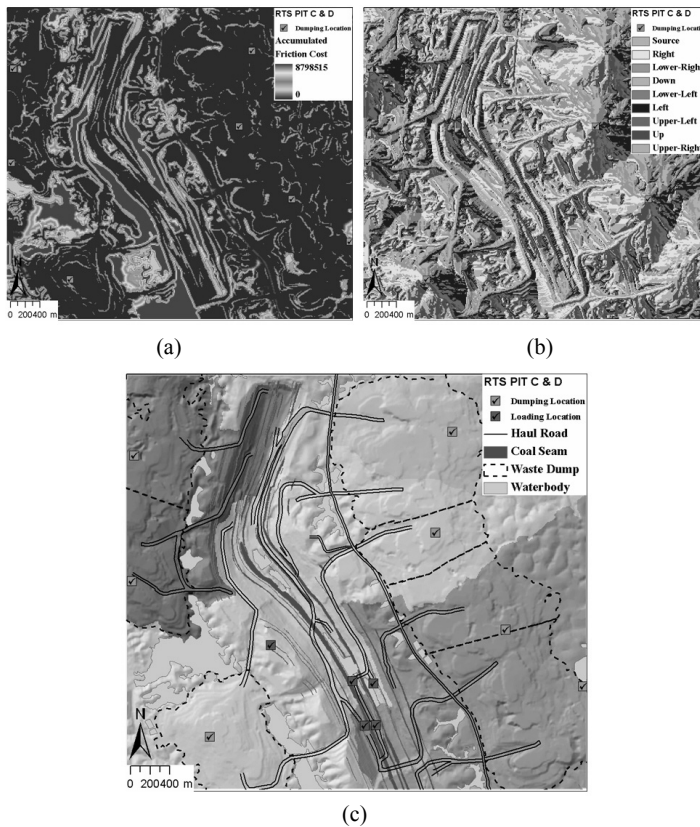 RTS PIT C & D
Dumping Location
Accumulated
Friction Cost
8798515
0
N
0 200400 m
(a)
RTS PIT C & D
Dumping Locatio
Source
Right
Lower-Righ
Down
Lower-Left
Left
Upper-Left
Up
Upper-Right
N
0 200400 m
(b)
RTS PIT C & D
Dumping Location
Loading Location
Haul Road
Coal Seam
Waste Dump
Waterbody
N
0 200400 m
(c)